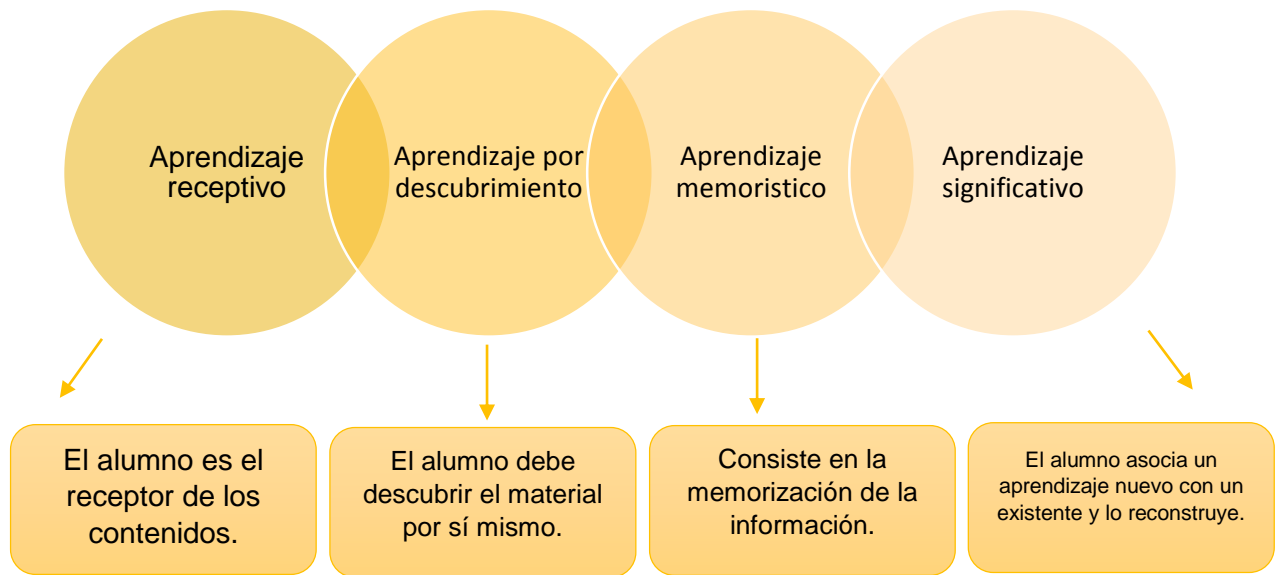 Aprendizaje
receptivo
Aprendizaje por
descubrimiento
Aprendizaje
memoristico
Aprendizaje
significativo
El alumno es el
receptor de los
contenidos.
El alumno debe
descubrir el material
por sí mismo.
Consiste en la
memorización de la
información.
El alumno asocia un
aprendizaje nuevo con un
existente y lo reconstruye.